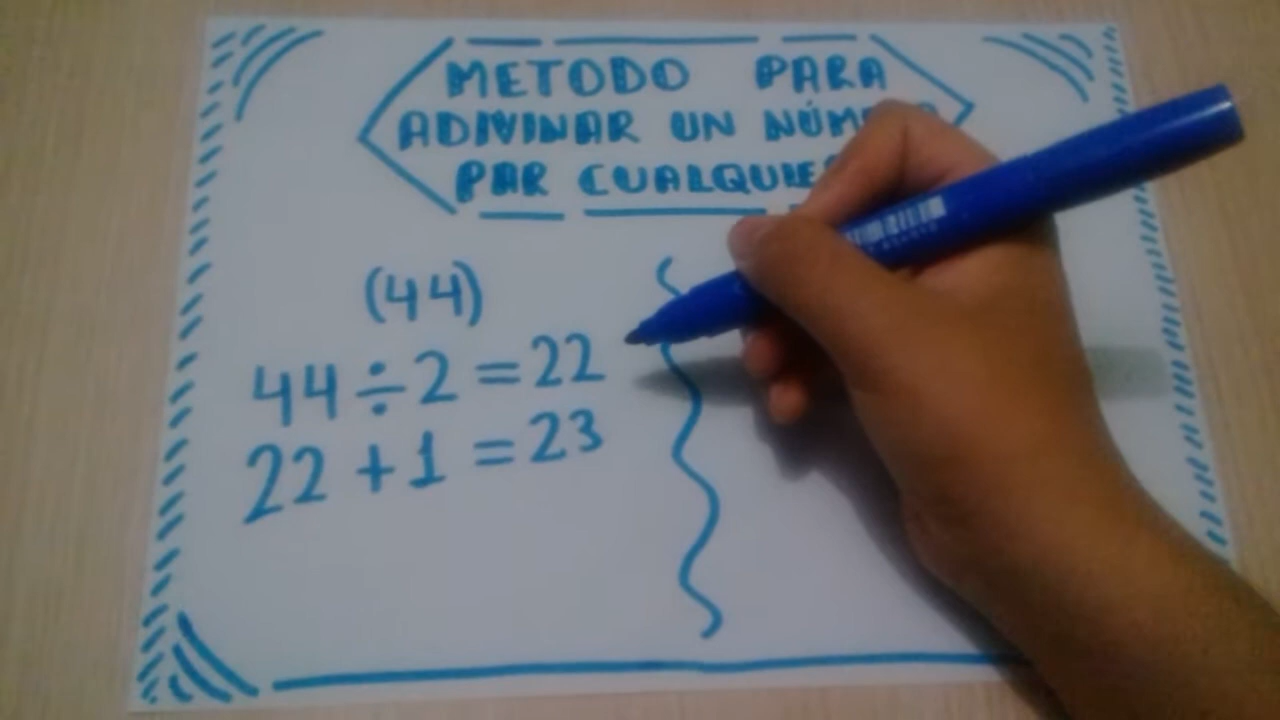 METODO PARA
ADIVINAR UN
PAR
(44)
44 ÷ 2 = 22
22 + 1 = 23